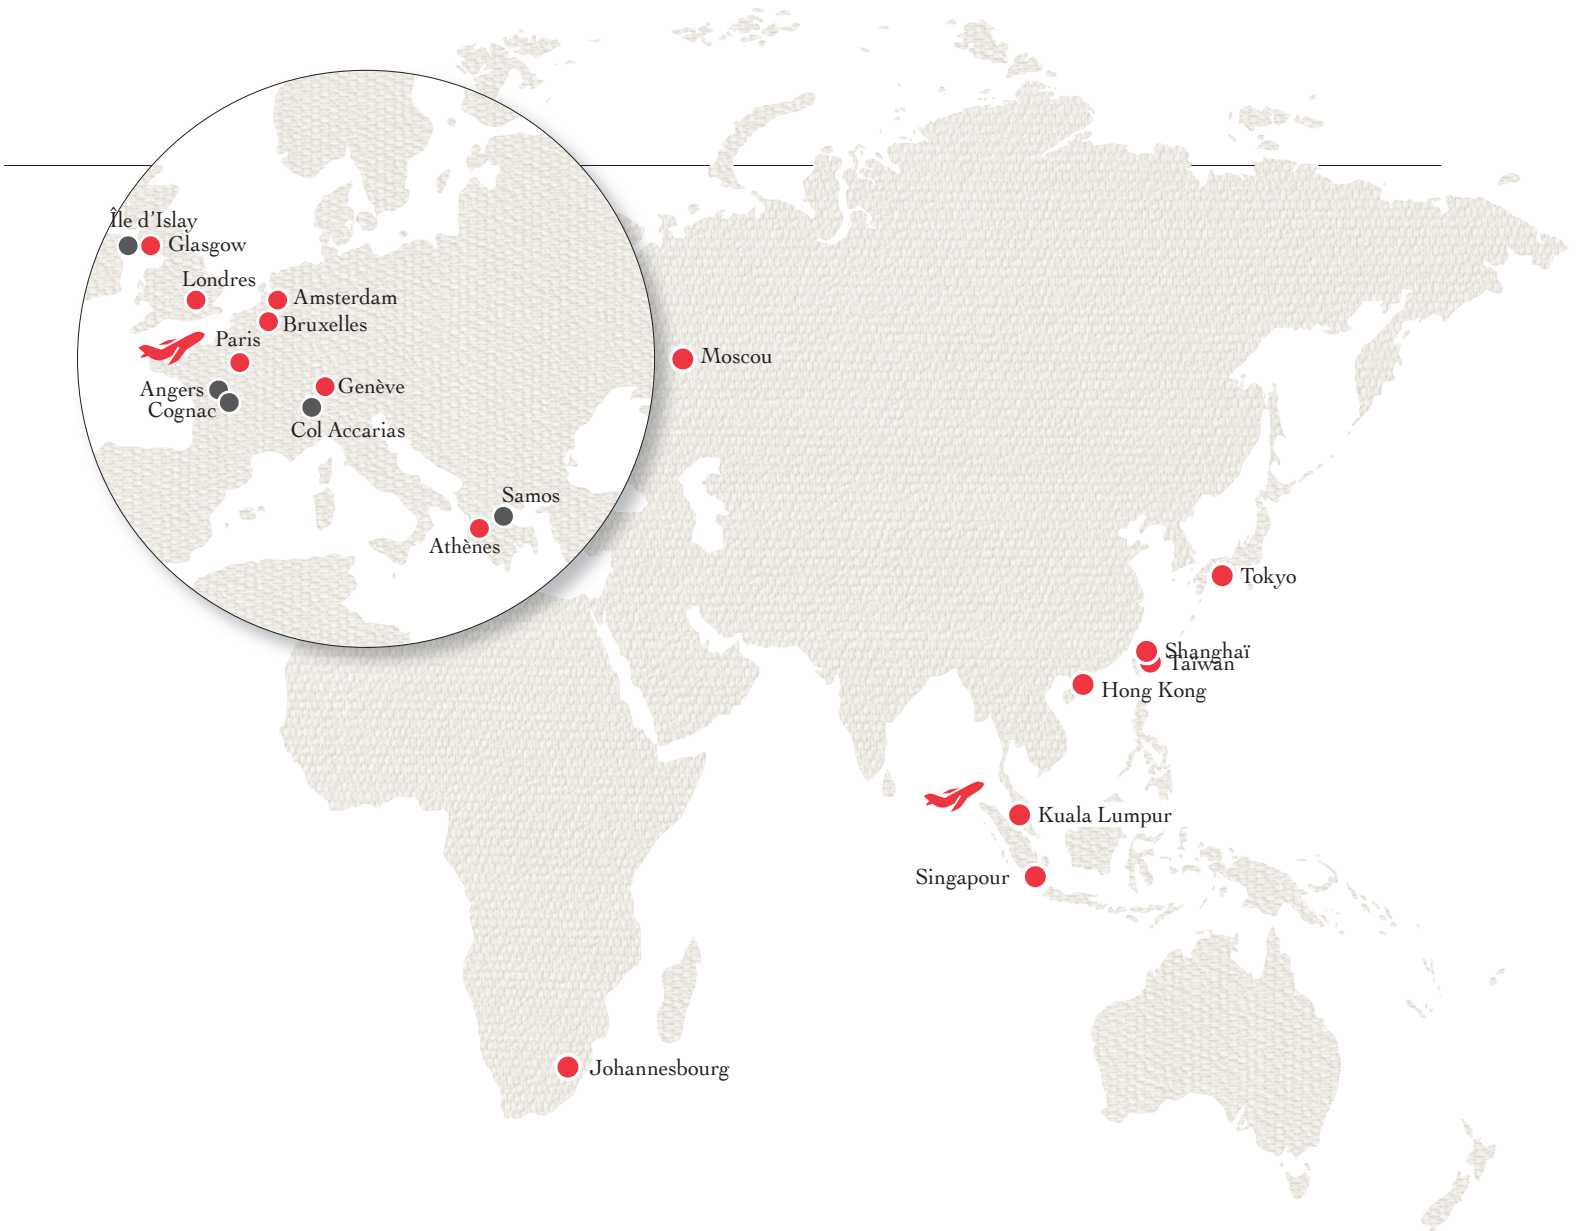 Île d'Islay
Glasgow
Londres
Amsterdam
Bruxelles
Paris
Angers
Cognac
Genève
Col Accarias
Samos
Athènes
Moscou
Tokyo
Shanghaï
Taïwan
Hong Kong
Kuala Lumpur
Singapour
Johannesbourg